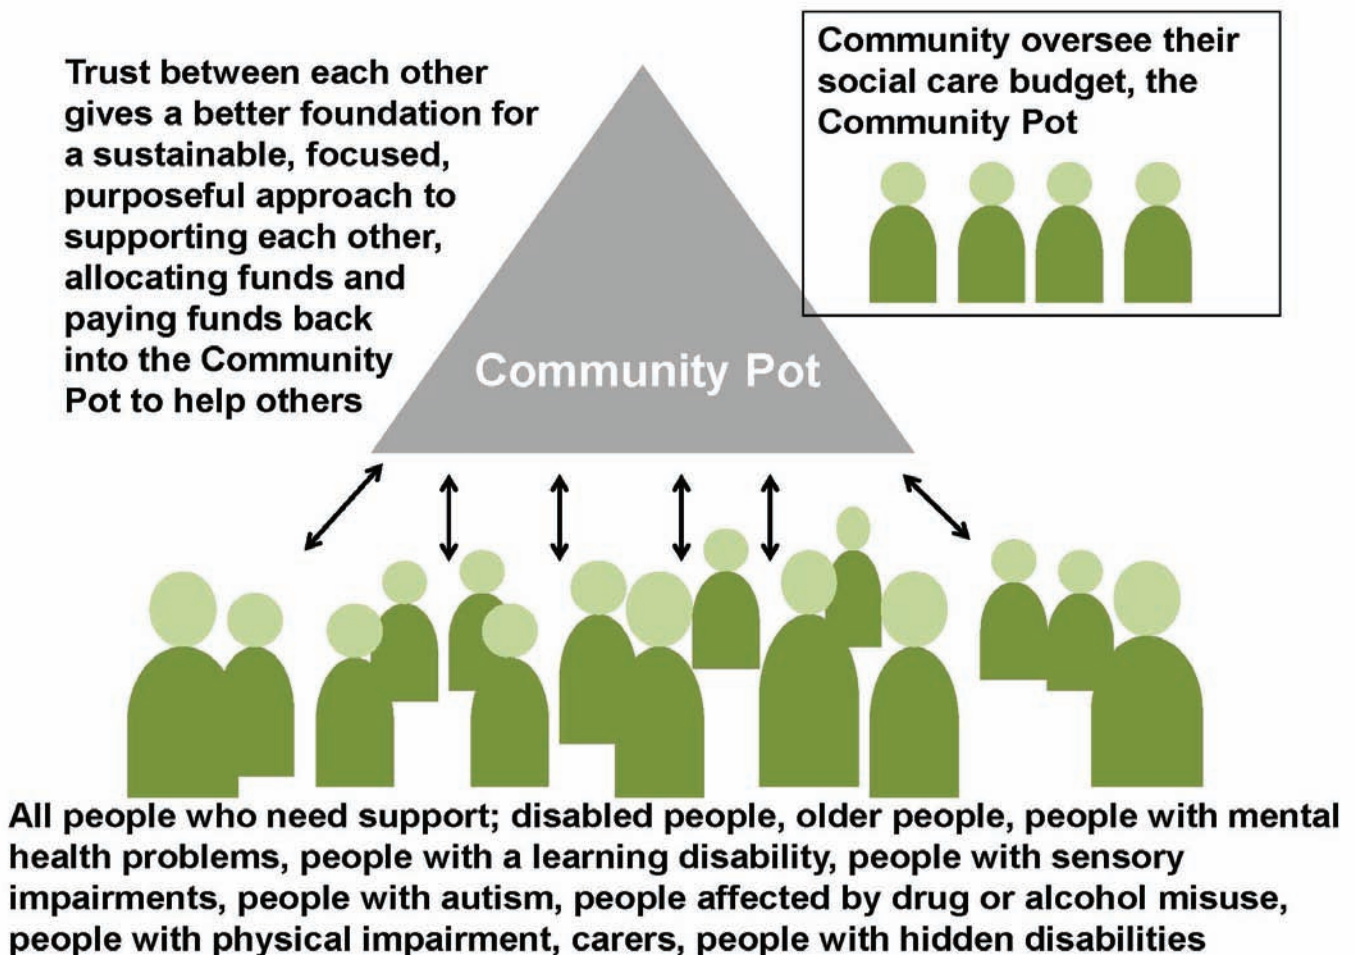 Trust between each other
gives a better foundation for
a sustainable, focused,
purposeful approach to
supporting each other,
allocating funds and
paying funds back
into the Community
Pot to help others
Community oversee their
social care budget, the
Community Pot
Community Pot
All people who need support; disabled people, older people, people with mental
health problems, people with a learning disability, people with sensory
impairments, people with autism, people affected by drug or alcohol misuse,
people with physical impairment, carers, people with hidden disabilities